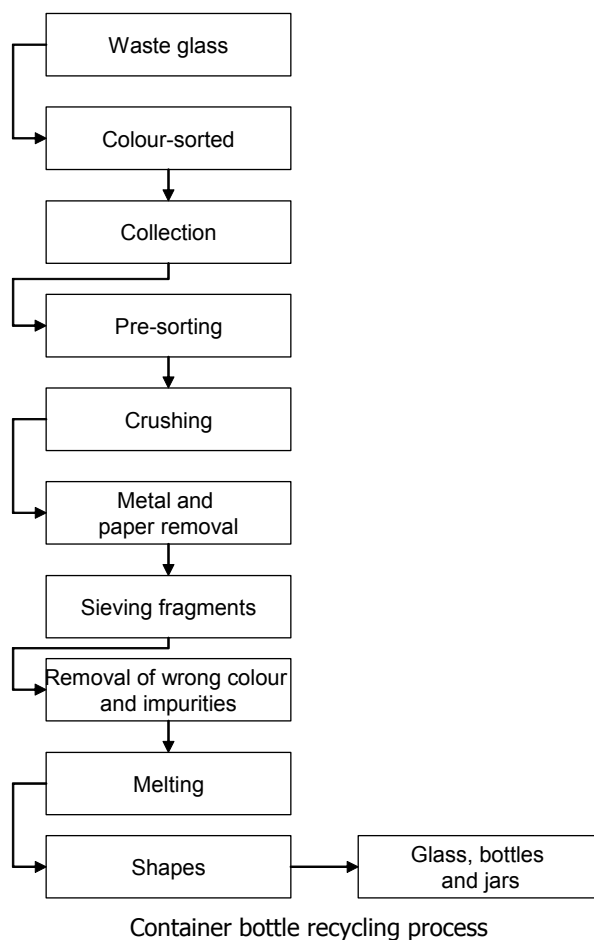 Waste glass
Colour-sorted
Collection
Pre-sorting
Crushing
Metal and
paper removal
Sieving fragments
Removal of wrong colour
and impurities
Melting
Shapes
Glass, bottles
and jars
Container bottle recycling process